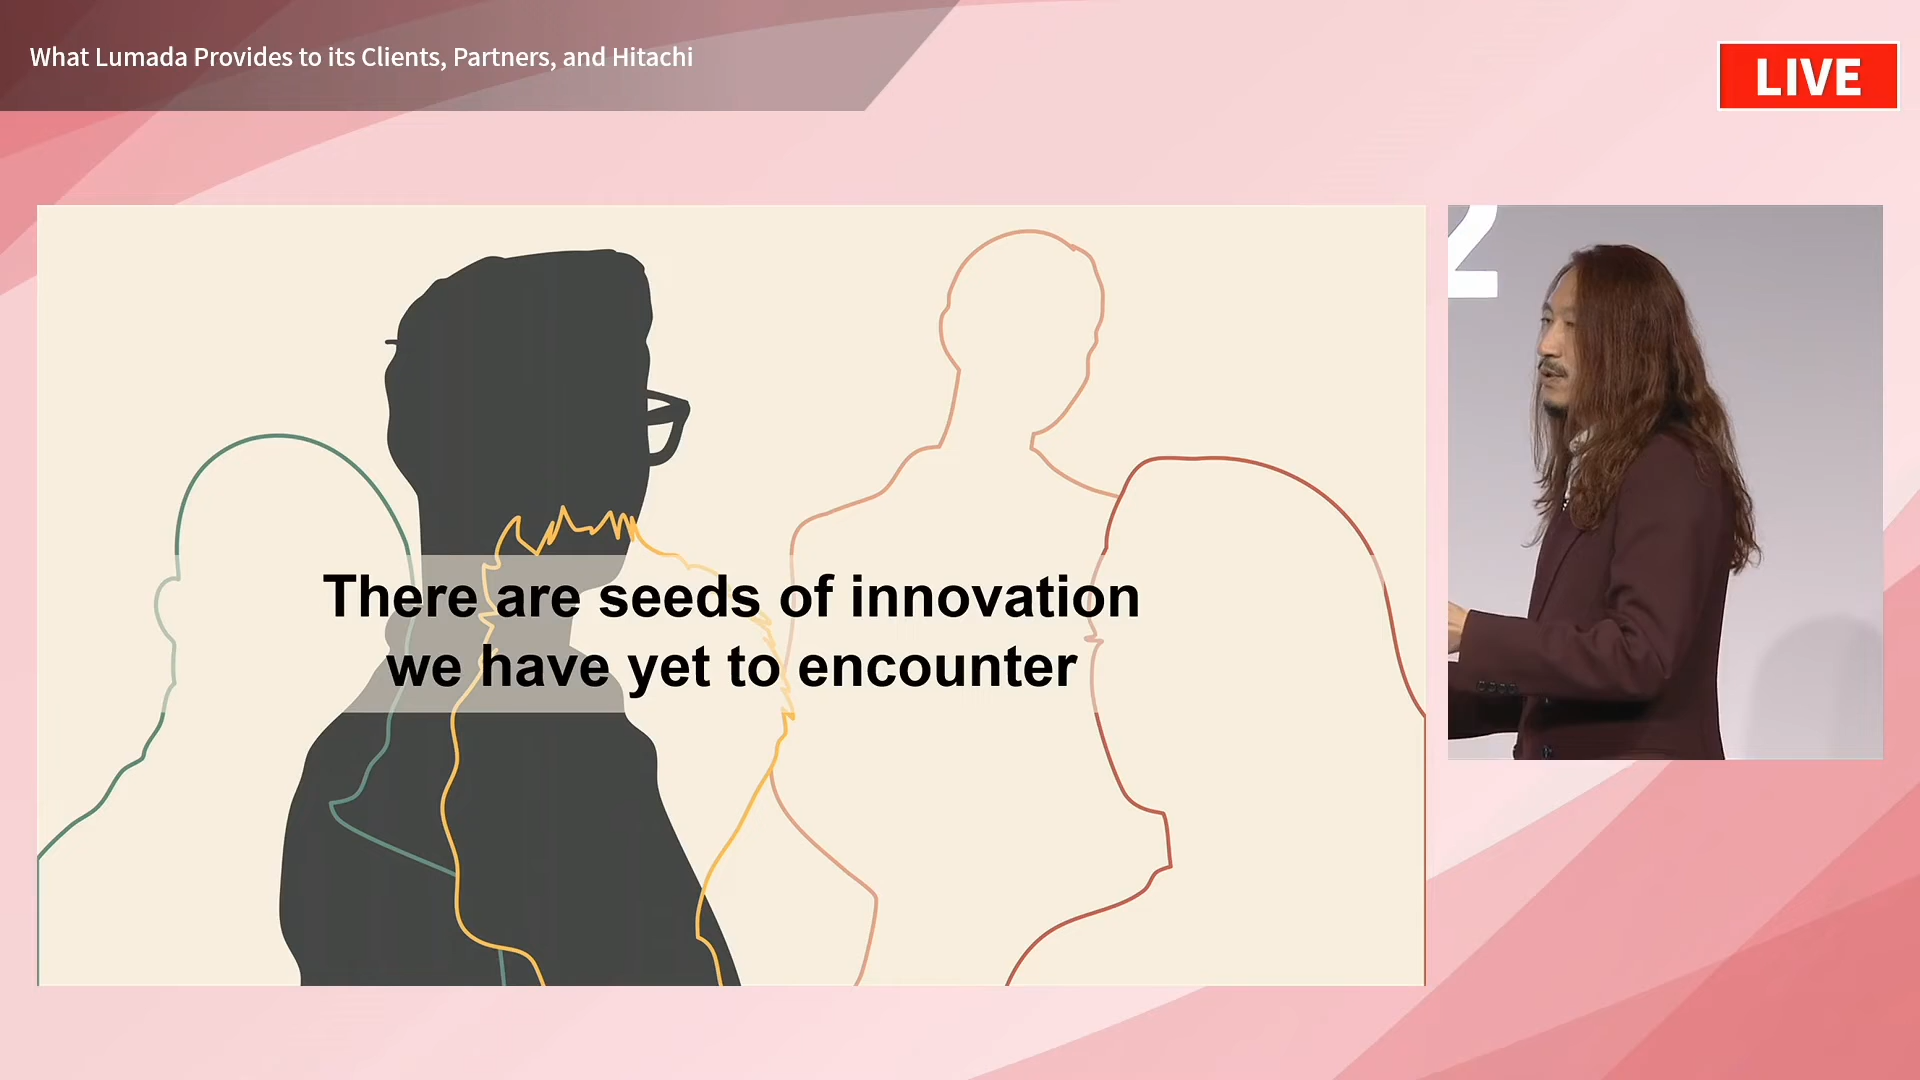 What Lumada Provides to its Clients, Partners, and Hitachi
LIVE
There are seeds of innovation
we have yet to encounter
2